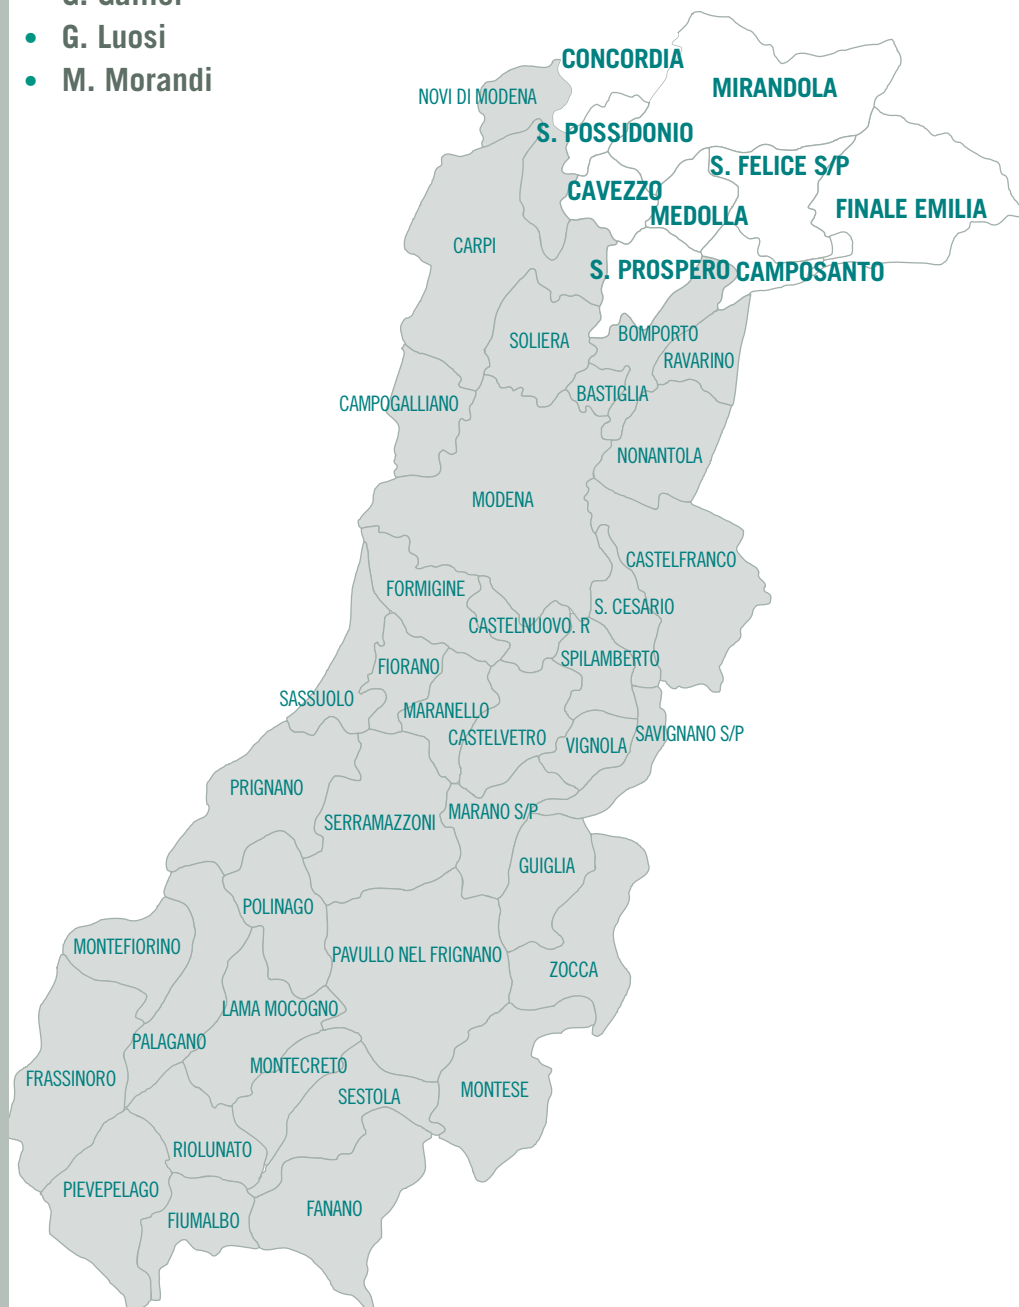 • G. Luosi
• M. Morandi
CONCORDIA
MIRANDOLA
NOVI DI MODENA
S. POSSIDONIO
S. FELICE S/P
CAVEZZO
MEDOLLA
FINALE EMILIA
CARPI
S. PROSPERO
CAMPOSANTO
SOLIERA
BOMPORTO
RAVARINO
BASTIGLIA
CAMPOGALLIANO
NONANTOLA
MODENA
CASTELFRANCO
FORMIGINE
S. CESARIO
CASTELNUOVO. R
SPILAMBERTO
FIORANO
SASSUOLO
MARANELLO
CASTELVETRO
VIGNOLA
SAVIGNANO S/P
PRIGNANO
SERRAMAZZONI
MARANO S/P
GUIGLIA
POLINAGO
MONTEFIORINO
PAVULLO NEL FRIGNANO
ZOCCA
LAMA MOCOGNO
PALAGANO
MONTECRETO
FRASSINORO
SESTOLA
MONTESE
RIOLUNATO
PIEVEPELAGO
FIUMALBO
FANANO